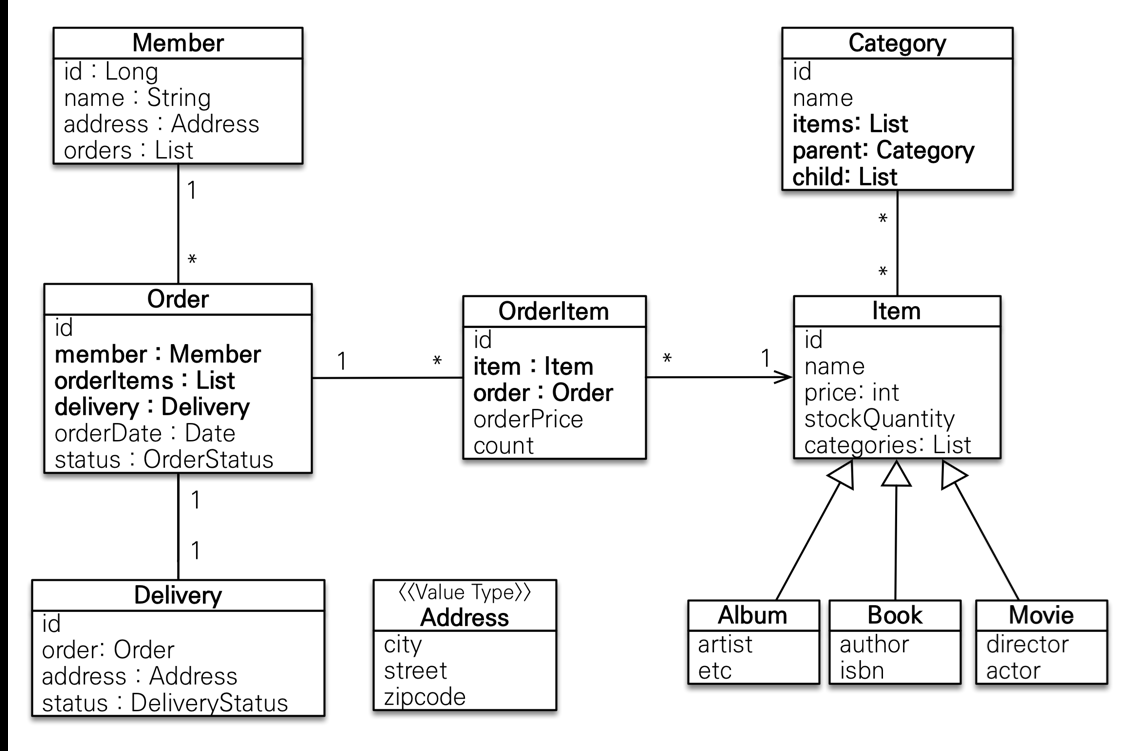 Member
id : Long
name : String
address : Address
orders : List
1
*
Category
id
name
items: List
parent: Category
child: List
*
*
Order
id
member : Member
orderItems : List
delivery : Delivery
orderDate : Date
status : OrderStatus
1
*
OrderItem
id
item : Item
order : Order
orderPrice
count
*
1
Item
id
name
price: int
stockQuantity
categories: List
1
1
Delivery
id
order: Order
address : Address
status : DeliveryStatus
<<Value Type>>
Address
city
street
zipcode
Album
artist
etc
Book
author
isbn
Movie
director
actor